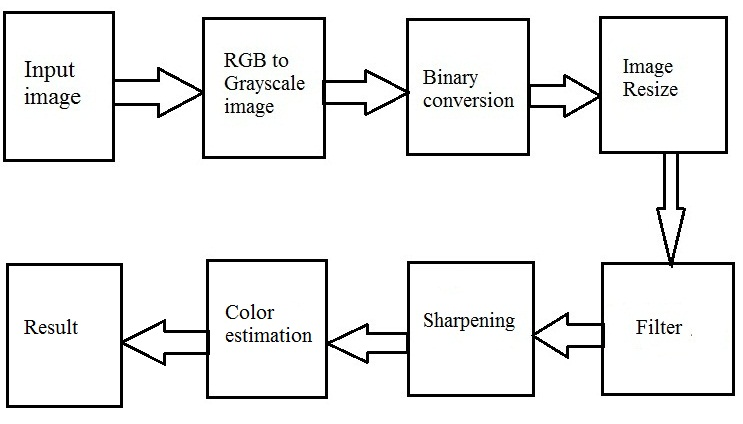 Input
image
RGB to
Grayscale
image
Binary
conversion
Image
Resize
Filter
Sharpening
Color
estimation
Result